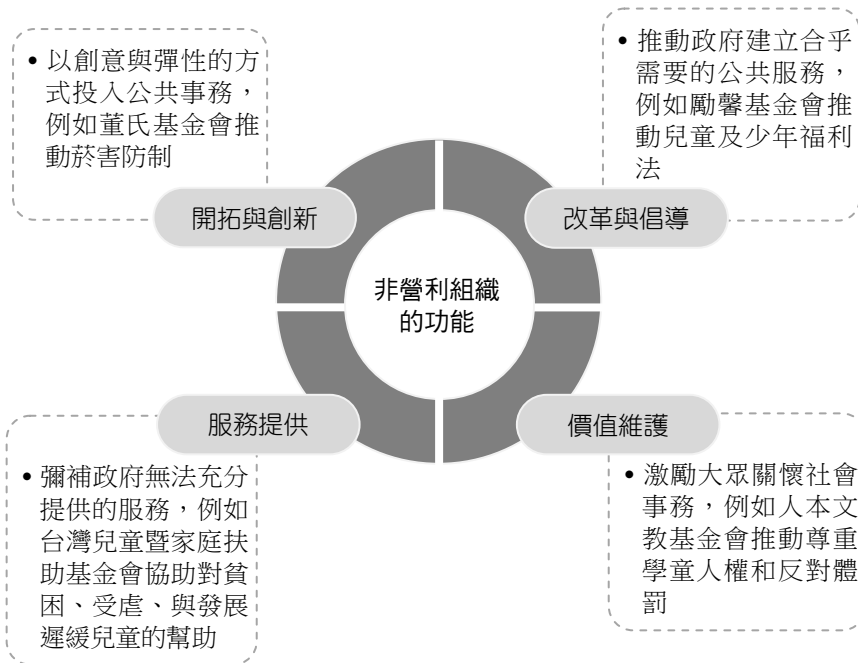 • 以創意與彈性的方
式投入公共事務，
例如董氏基金會推
動菸害防制
開拓與創新
• 推動政府建立合乎
需要的公共服務，
例如勵馨基金會推
動兒童及少年福利
法
改革與倡導
非營利組織
的功能
服務提供
• 彌補政府無法充分
提供的服務，例如
台灣兒童暨家庭扶
助基金會協助對貧
困、受虐、與發展
遲緩兒童的幫助
價值維護
• 激勵大眾關懷社會
事務，例如人本文
教基金會推動尊重
學童人權和反對體
罰